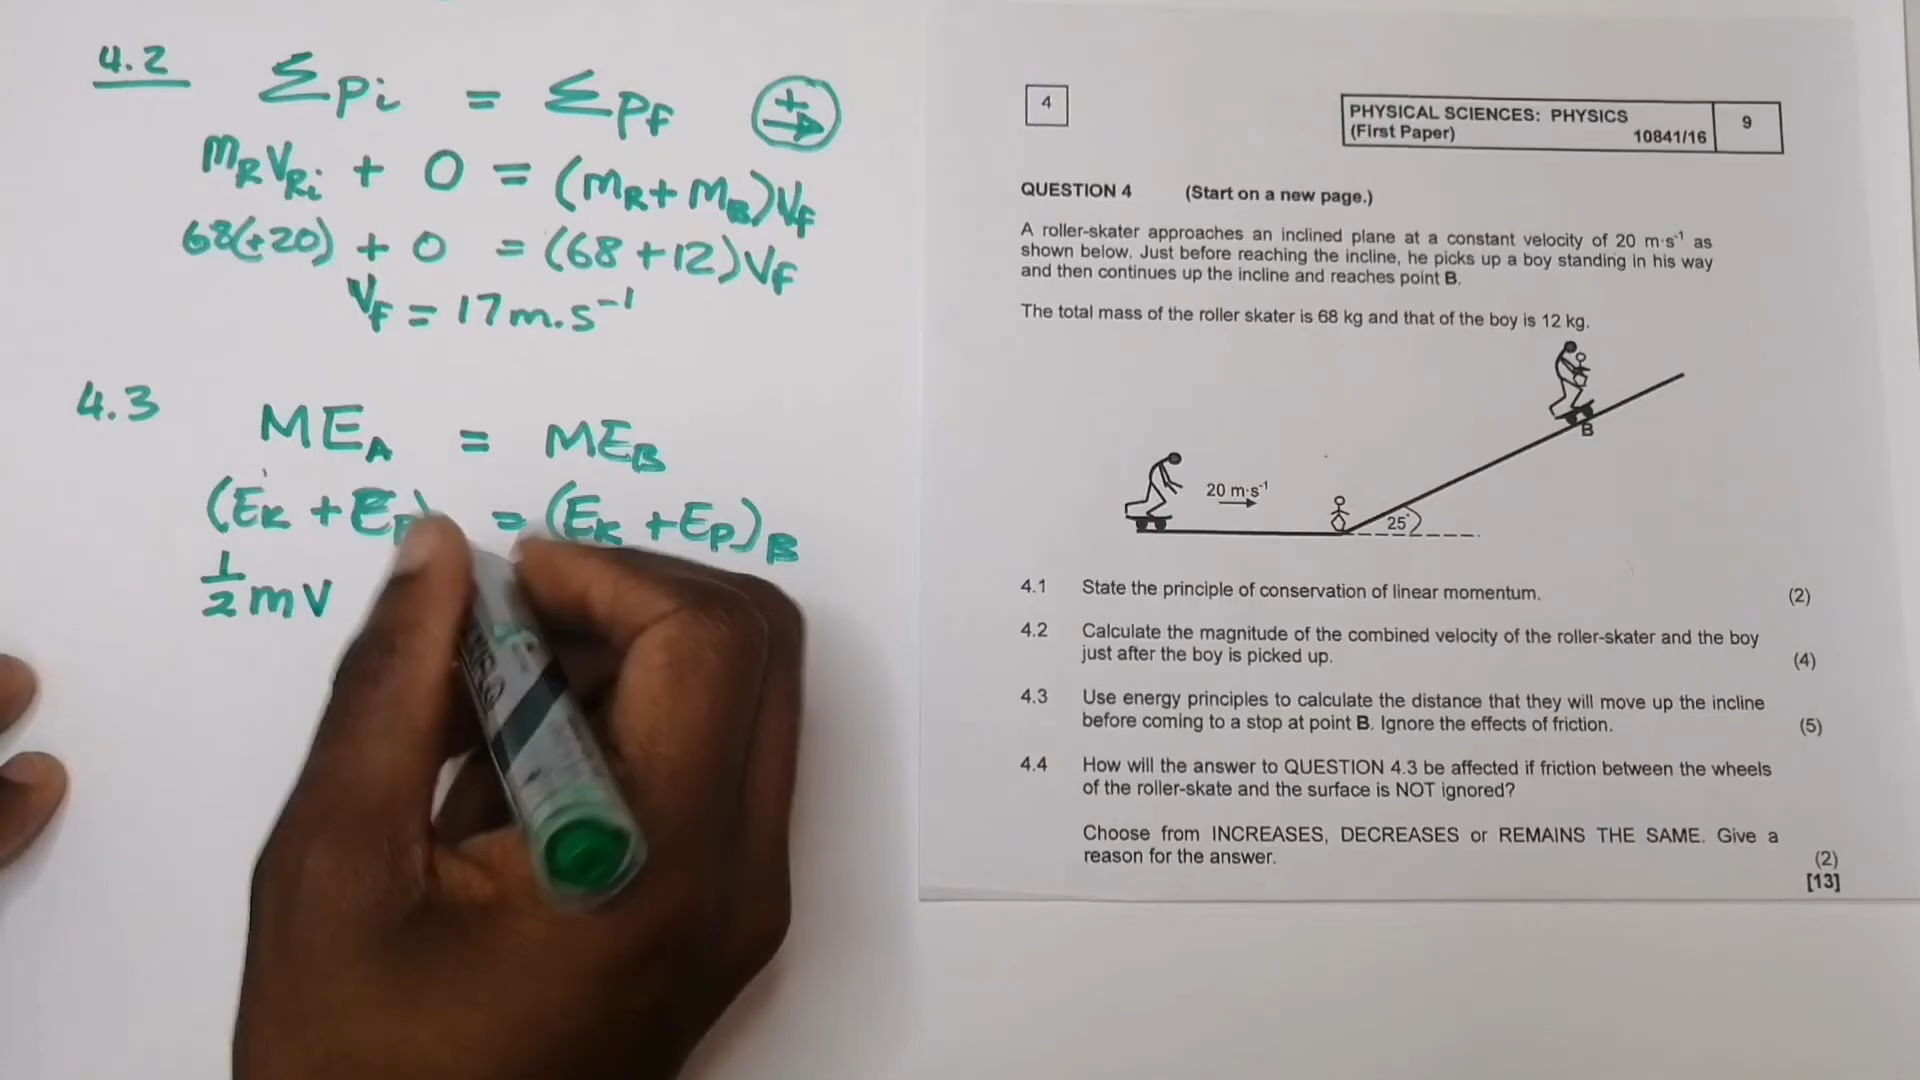 4.2 Σpi = Σpf +→
mRVRi + 0 = (mR + mB)Vf
68(+20) + 0 = (68 + 12)Vf
Vf = 17 m.s⁻¹
4.3 MEA = MEB
(EK + EP) = (EK + EP)B
½mV
4
PHYSICAL SCIENCES: PHYSICS
(First Paper) 10841/16
9
QUESTION 4 (Start on a new page.)
A roller-skater approaches an inclined plane at a constant velocity of 20 m·s⁻¹ as
shown below. Just before reaching the incline, he picks up a boy standing in his way
and then continues up the incline and reaches point B.
The total mass of the roller skater is 68 kg and that of the boy is 12 kg.
B
20 m·s⁻¹
25°
4.1 State the principle of conservation of linear momentum. (2)
4.2 Calculate the magnitude of the combined velocity of the roller-skater and the boy
just after the boy is picked up. (4)
4.3 Use energy principles to calculate the distance that they will move up the incline
before coming to a stop at point B. Ignore the effects of friction. (5)
4.4 How will the answer to QUESTION 4.3 be affected if friction between the wheels
of the roller-skate and the surface is NOT ignored?
Choose from INCREASES, DECREASES or REMAINS THE SAME. Give a
reason for the answer. (2)
[13]